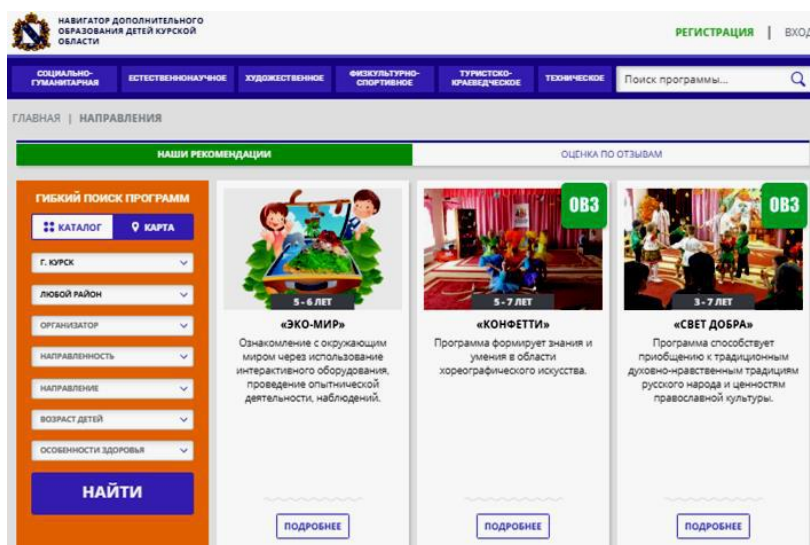 НАВИГАТОР ДОПОЛНИТЕЛЬНОГО
ОБРАЗОВАНИЯ ДЕТЕЙ КУРСКОЙ
ОБЛАСТИ
РЕГИСТРАЦИЯ | ВХОД
СОЦИАЛЬНО-
ГУМАНИТАРНАЯ
ЕСТЕСТВЕННОНАУЧНОЕ
ХУДОЖЕСТВЕННОЕ
ФИЗКУЛЬТУРНО-
СПОРТИВНОЕ
ТУРИСТСКО-
КРАЕВЕДЧЕСКОЕ
ТЕХНИЧЕСКОЕ
Поиск программы...
ГЛАВНАЯ | НАПРАВЛЕНИЯ
НАШИ РЕКОМЕНДАЦИИ
ОЦЕНКА ПО ОТЗЫВАМ
ГИБКИЙ ПОИСК ПРОГРАММ
КАТАЛОГ
КАРТА
Г. КУРСК
ЛЮБОЙ РАЙОН
ОРГАНИЗАТОР
НАПРАВЛЕННОСТЬ
НАПРАВЛЕНИЕ
ВОЗРАСТ ДЕТЕЙ
ОСОБЕННОСТИ ЗДОРОВЬЯ
НАЙТИ
5 - 6 ЛЕТ
«ЭКО-МИР»
Ознакомление с окружающим
миром через использование
интерактивного оборудования,
проведение опытнической
деятельности, наблюдений.
ПОДРОБНЕЕ
ОВЗ
5 - 7 ЛЕТ
«КОНФЕТТИ»
Программа формирует знания и
умения в области
хореографического искусства.
ПОДРОБНЕЕ
ОВЗ
3 - 7 ЛЕТ
«СВЕТ ДОБРА»
Программа способствует
приобщению к традиционным
духовно-нравственным традициям
русского народа и ценностям
православной культуры.
ПОДРОБНЕЕ